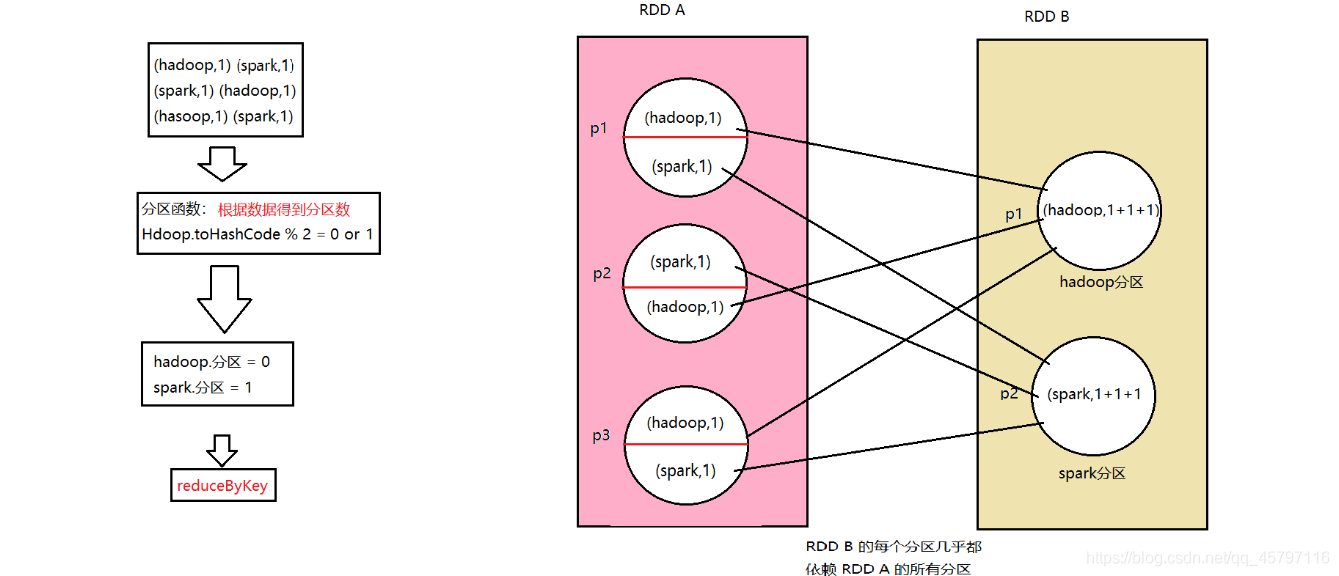 (hadoop,1) (spark,1)
(spark,1) (hadoop,1)
(hasoop,1) (spark,1)
分区函数: 根据数据得到分区数
Hdoop.toHashCode % 2 = 0 or 1
hadoop.分区 = 0
spark.分区 = 1
reduceByKey
RDD A
p1
(hadoop,1)
(spark,1)
p2
(spark,1)
(hadoop,1)
p3
(hadoop,1)
(spark,1)
RDD B
p1
(hadoop,1+1+1)
hadoop分区
p2
(spark,1+1+1
spark分区
RDD B 的每个分区几乎都
依赖 RDD A 的所有分区
https://blog.csdn.net/qq_45797116